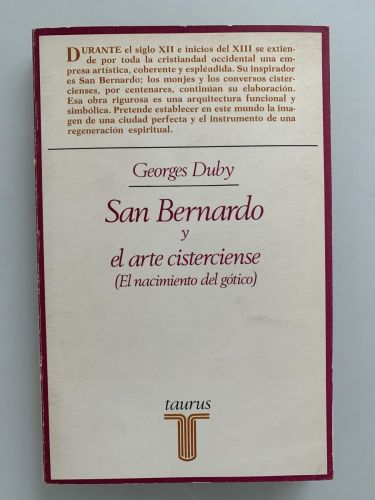 DURANTE el siglo XII e inicios del XIII se extien-
de por toda la cristiandad occidental una em-
presa artística, coherente y espléndida. Su inspirador
es San Bernardo; los monjes y los conversos cister-
cienses, por centenares, continúan su elaboración.
Esa obra rigurosa es una arquitectura funcional y
simbólica. Pretende establecer en este mundo la ima-
gen de una ciudad perfecta y el instrumento de una
regeneración espiritual.
Georges Duby
San Bernardo
y
el arte cisterciense
(El nacimiento del gótico)
taurus